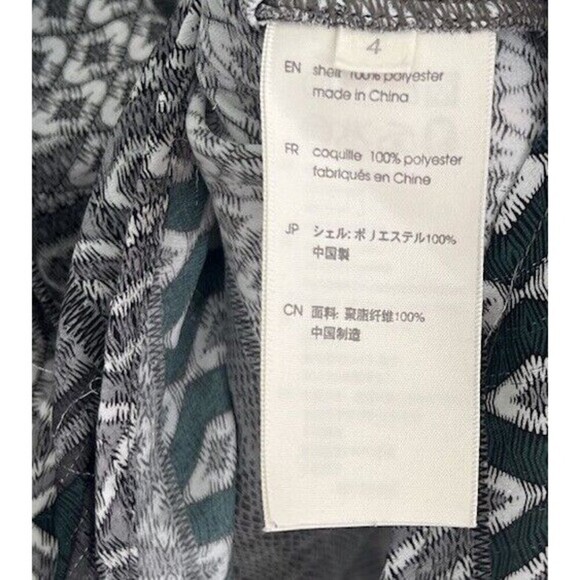 4
EN shell 100% polyester
made in China
FR coquille 100% polyester
fabriqués en Chine
JP シェル: ポリエステル100%
中国製
CN 面料: 聚脂纤维100%
中国制造